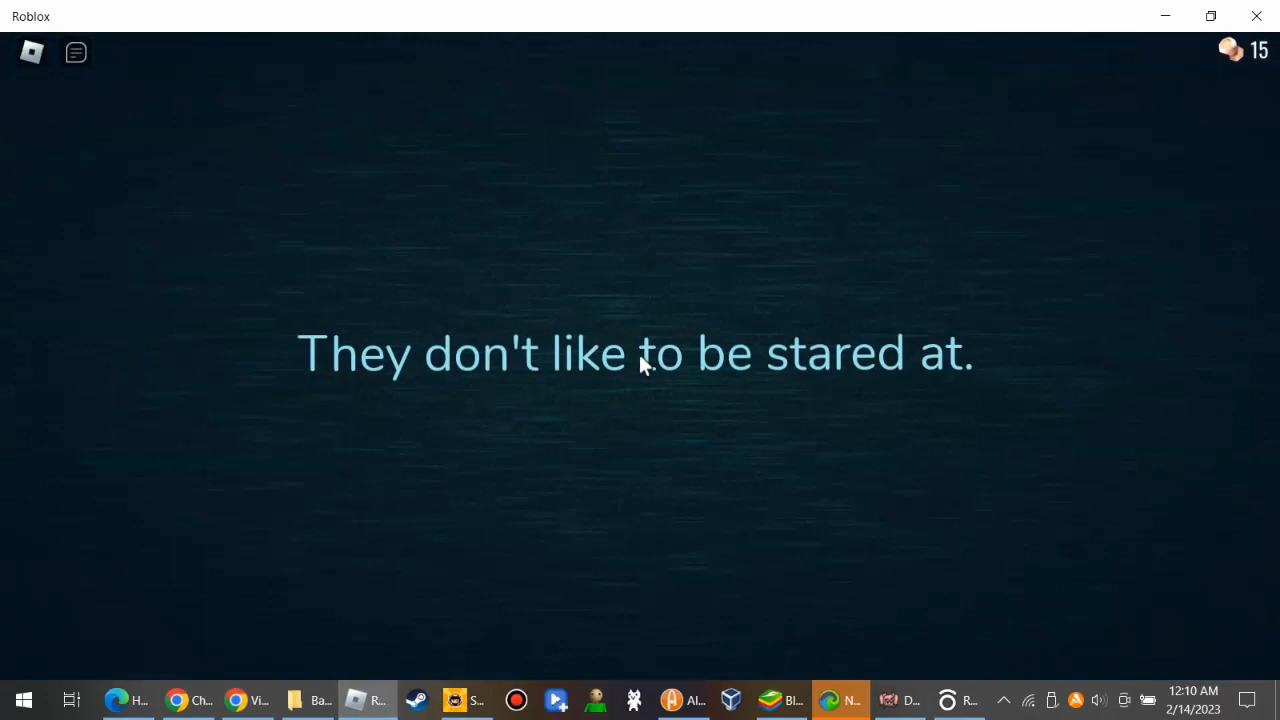 Roblox
15
They don't like to be stared at.
H...
Ch...
Vi...
Ba...
R...
S...
Al...
Bl...
N...
D...
R...
12:10 AM
2/14/2023